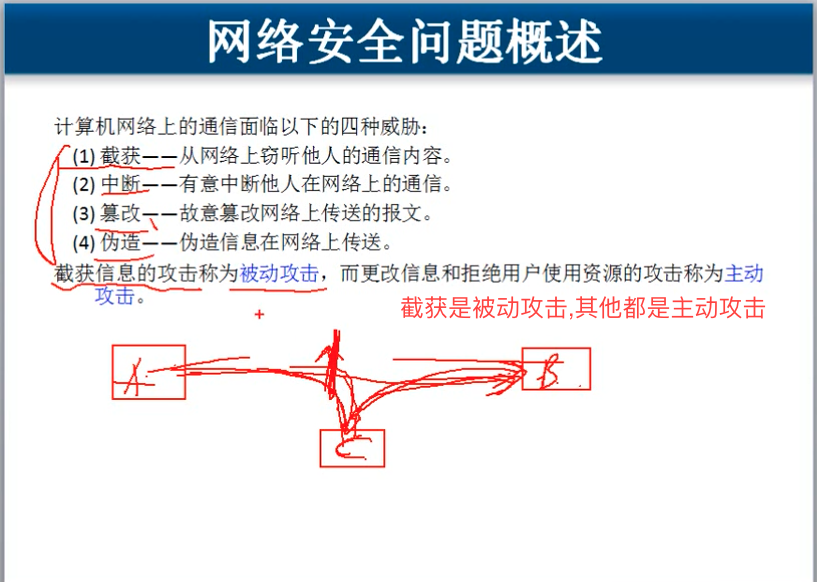 网络安全问题概述
计算机网络上的通信面临以下的四种威胁：
(1) 截获——从网络上窃听他人的通信内容。
(2) 中断——有意中断他人在网络上的通信。
(3) 篡改——故意篡改网络上传送的报文。
(4) 伪造——伪造信息在网络上传送。
截获信息的攻击称为被动攻击，而更改信息和拒绝用户使用资源的攻击称为主动
攻击。
截获是被动攻击,其他都是主动攻击
A
B
C